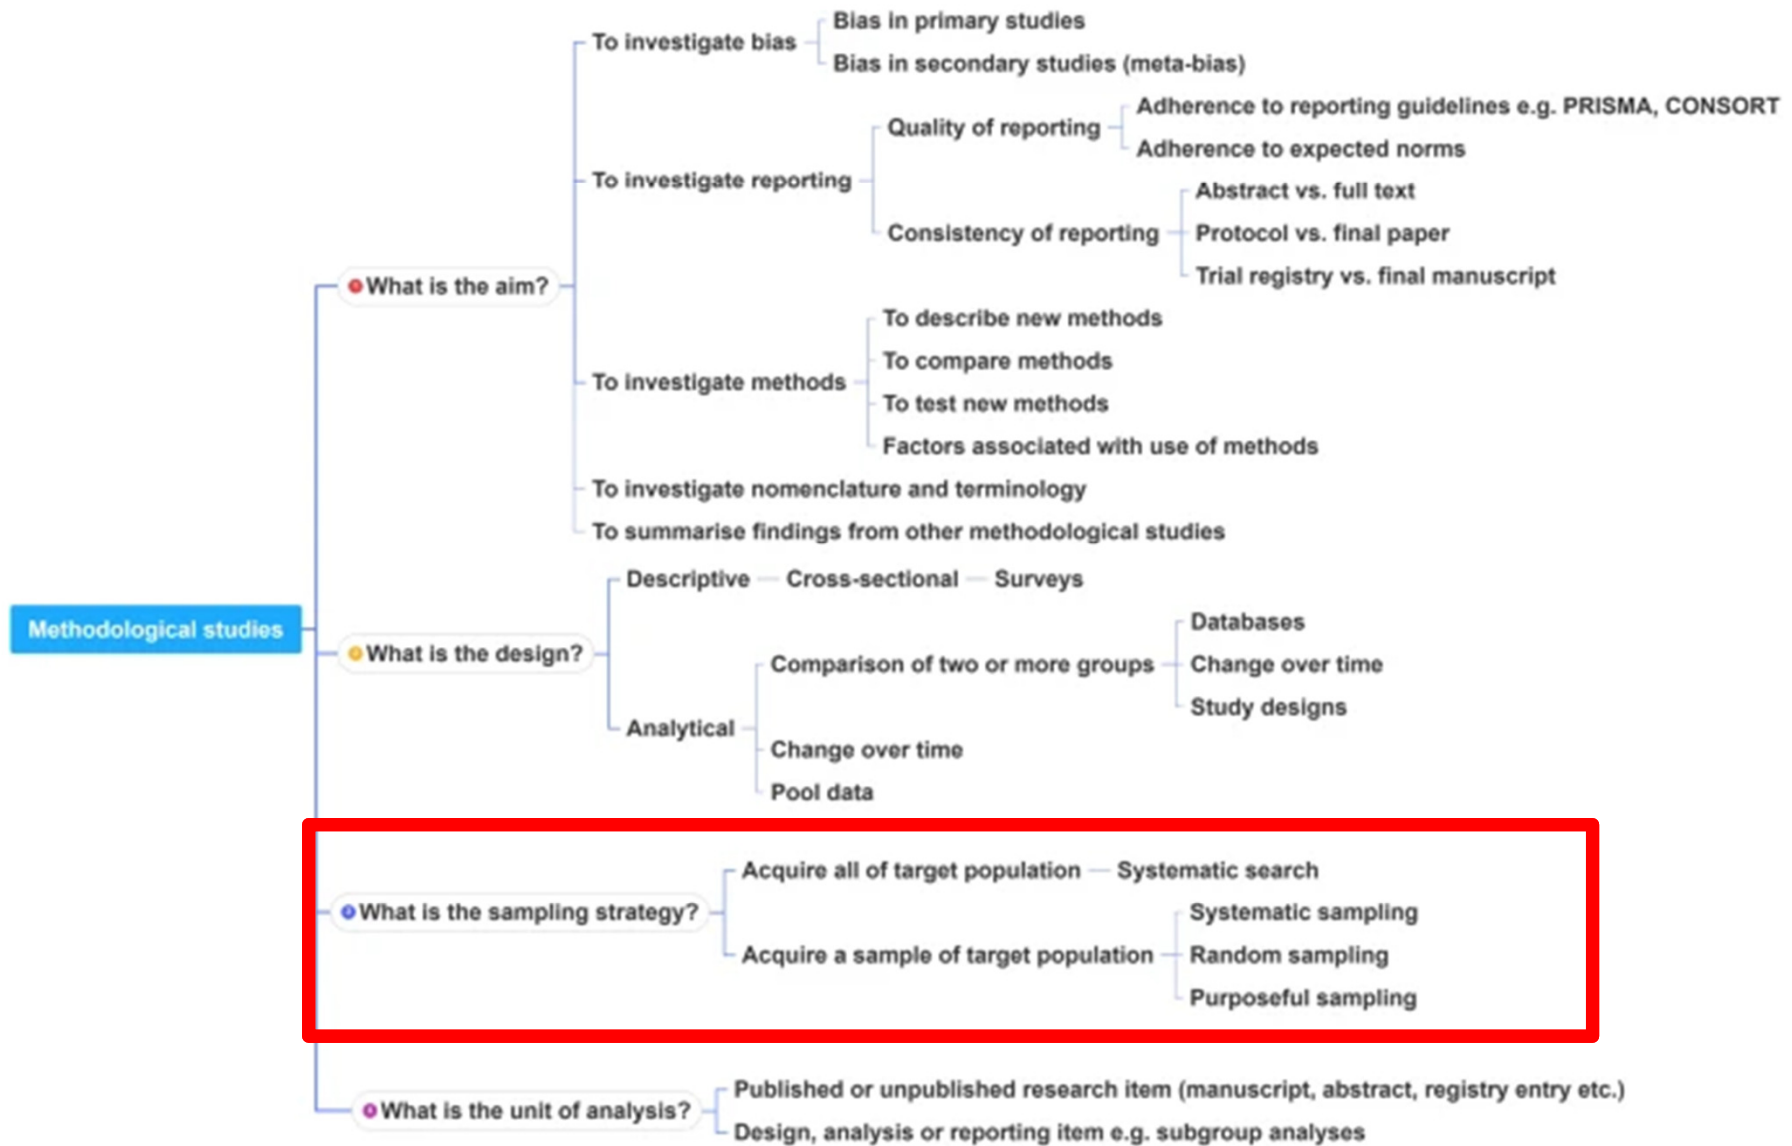 Bias in primary studies
To investigate bias
Bias in secondary studies (meta-bias)
Adherence to reporting guidelines e.g. PRISMA, CONSORT
Quality of reporting
Adherence to expected norms
To investigate reporting
Abstract vs. full text
Consistency of reporting
Protocol vs. final paper
Trial registry vs. final manuscript
What is the aim?
To describe new methods
To compare methods
To investigate methods
To test new methods
Factors associated with use of methods
To investigate nomenclature and terminology
To summarise findings from other methodological studies
Descriptive
Cross-sectional
Surveys
Methodological studies
What is the design?
Databases
Comparison of two or more groups
Change over time
Study designs
Analytical
Change over time
Pool data
Acquire all of target population
Systematic search
What is the sampling strategy?
Systematic sampling
Acquire a sample of target population
Random sampling
Purposeful sampling
Published or unpublished research item (manuscript, abstract, registry entry etc.)
What is the unit of analysis?
Design, analysis or reporting item e.g. subgroup analyses